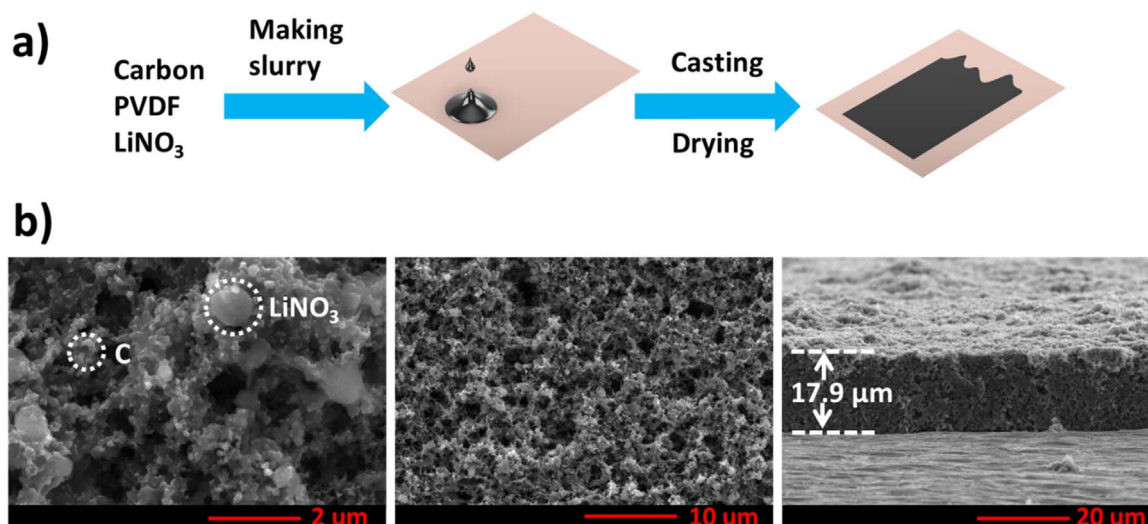 a)
Carbon
PVDF
LiNO₃
Making
slurry
Casting
Drying
b)
LiNO₃
C
2 um
10 um
17.9 μm
20 um